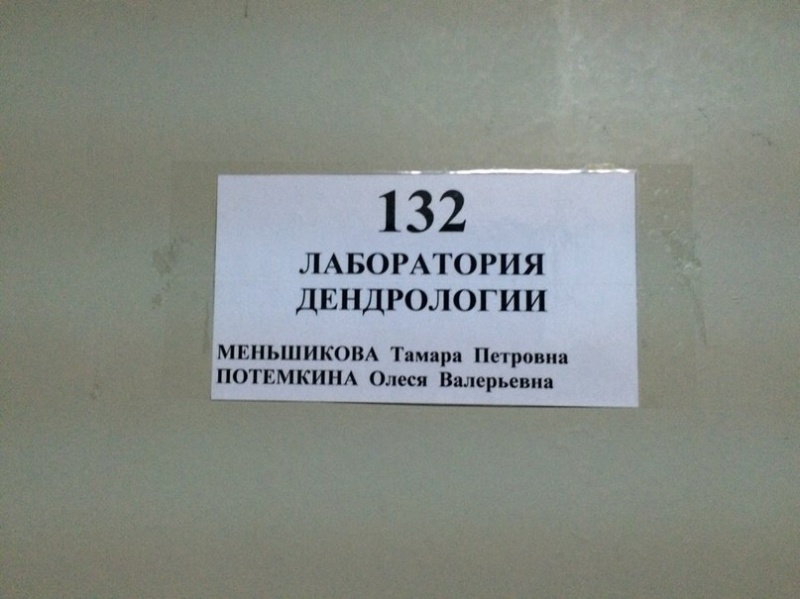 132
ЛАБОРАТОРИЯ
ДЕНДРОЛОГИИ
МЕНЬШИКОВА Тамара Петровна
ПОТЕМКИНА Олеся Валерьевна